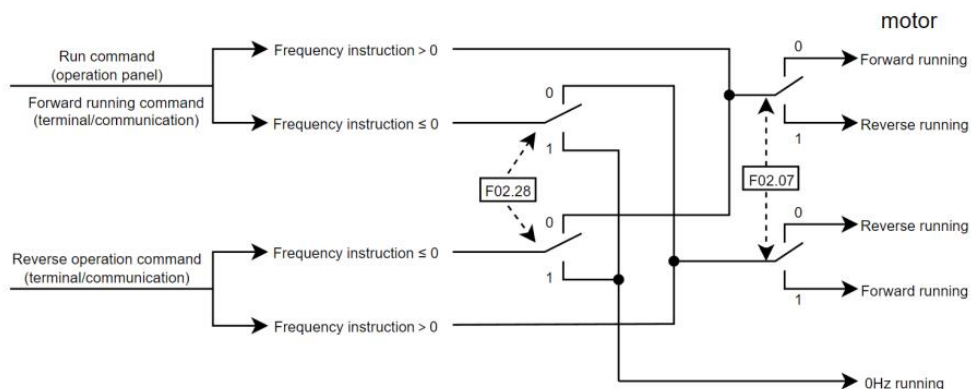 motor
Run command
(operation panel)
Forward running command
(terminal/communication)
Frequency instruction > 0
0
Forward running
Frequency instruction ≤ 0
0
1
Reverse running
1
F02.28
F02.07
Reverse operation command
(terminal/communication)
Frequency instruction ≤ 0
0
1
0
Reverse running
1
Forward running
Frequency instruction > 0
0Hz running